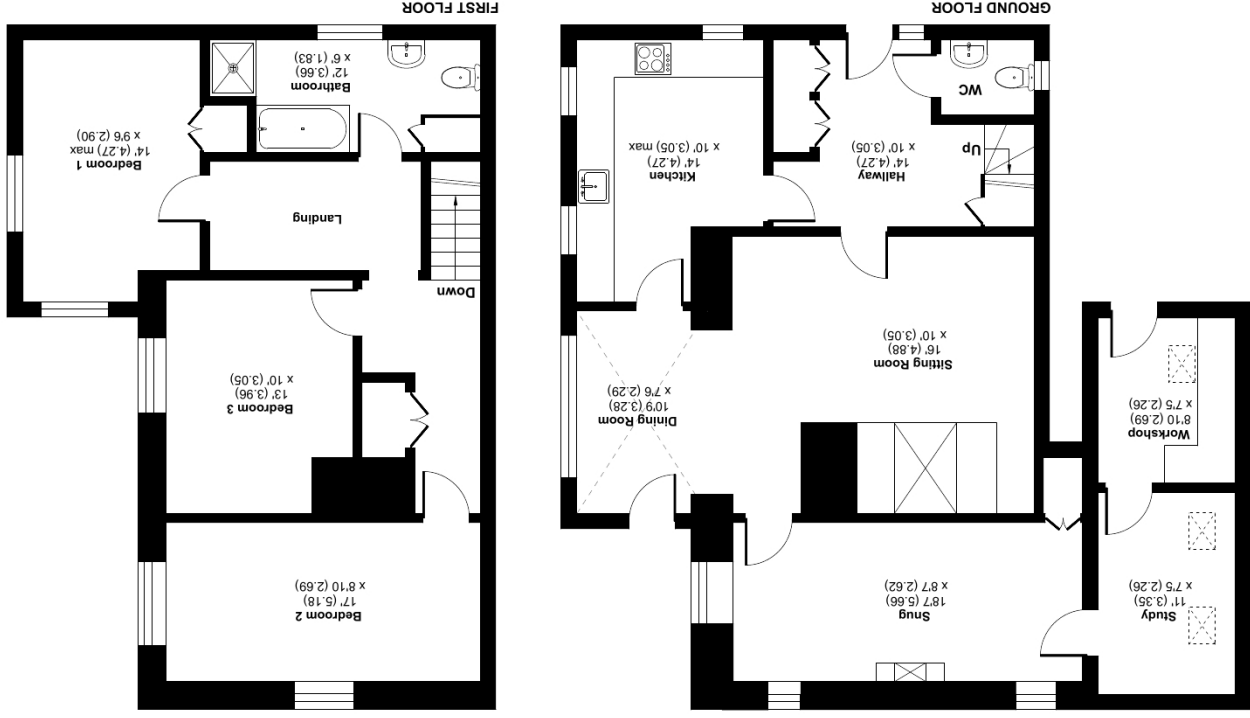 Study
11' (3.35)
x 7'5 (2.26)
Snug
18'7 (5.66)
x 8'7 (2.62)
Workshop
8'10 (2.69)
x 7'5 (2.26)
Sitting Room
16' (4.88)
x 10' (3.05)
Dining Room
10'9 (3.28)
x 7'6 (2.29)
Up
Hallway
14' (4.27)
x 10' (3.05)
Kitchen
14' (4.27)
x 10' (3.05) max
WC
GROUND FLOOR
Bedroom 2
17' (5.18)
x 8'10 (2.69)
Bedroom 3
13' (3.96)
x 10' (3.05)
Down
Landing
Bedroom 1
14' (4.27) max
x 9'6 (2.90)
Bathroom
12' (3.66)
x 6' (1.83)
FIRST FLOOR